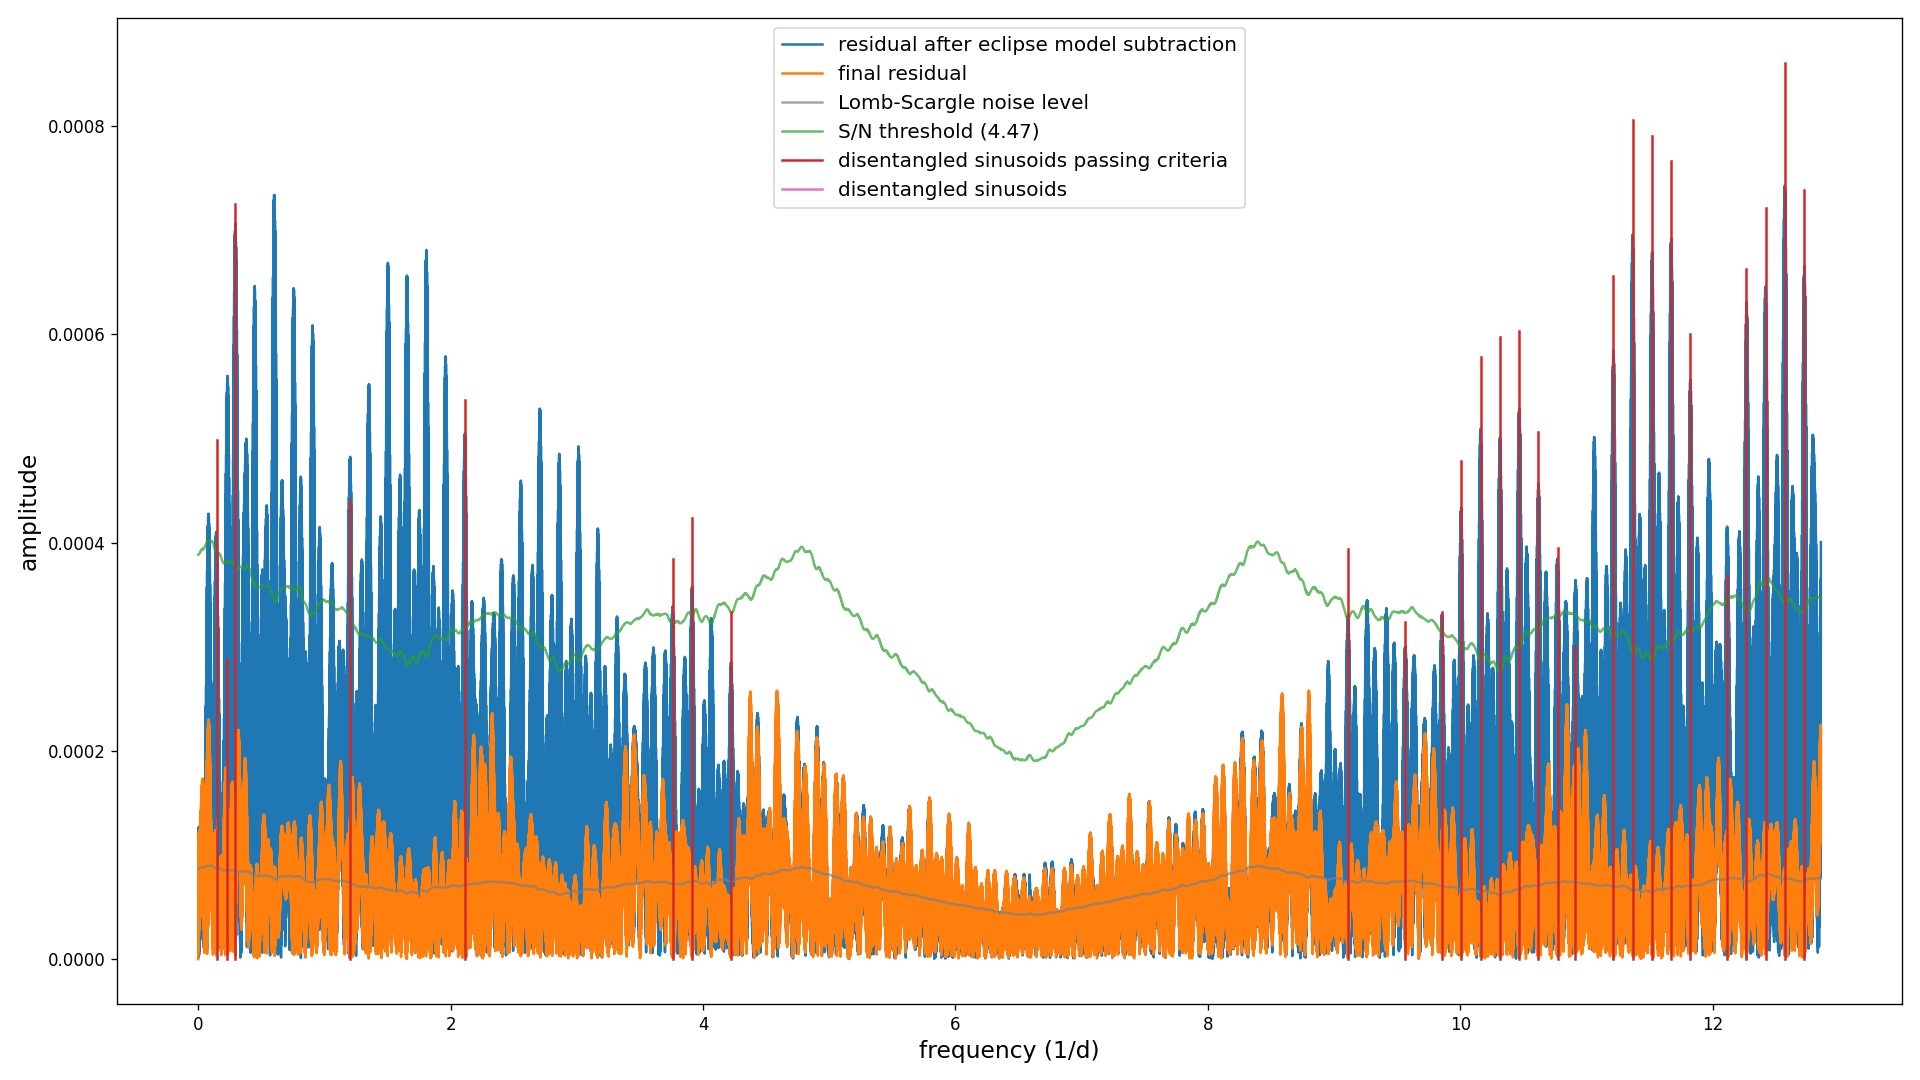 residual after eclipse model subtraction
final residual
Lomb-Scargle noise level
S/N threshold (4.47)
disentangled sinusoids passing criteria
disentangled sinusoids
amplitude
0.0008
0.0006
0.0004
0.0002
0.0000
0 2 4 6 8 10 12
frequency (1/d)